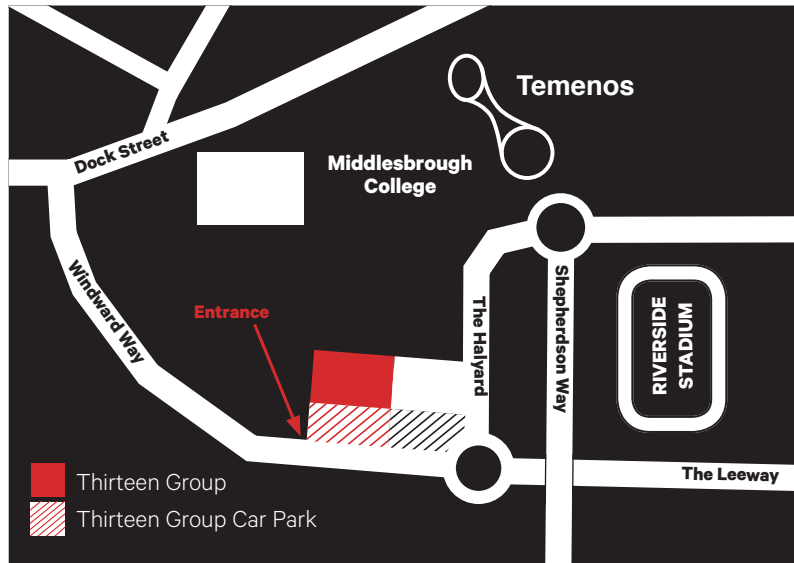 Temenos
Dock Street
Middlesbrough
College
Windward Way
Entrance
The Halyard
Shepherdson Way
RIVERSIDE
STADIUM
The Leeway
Thirteen Group
Thirteen Group Car Park